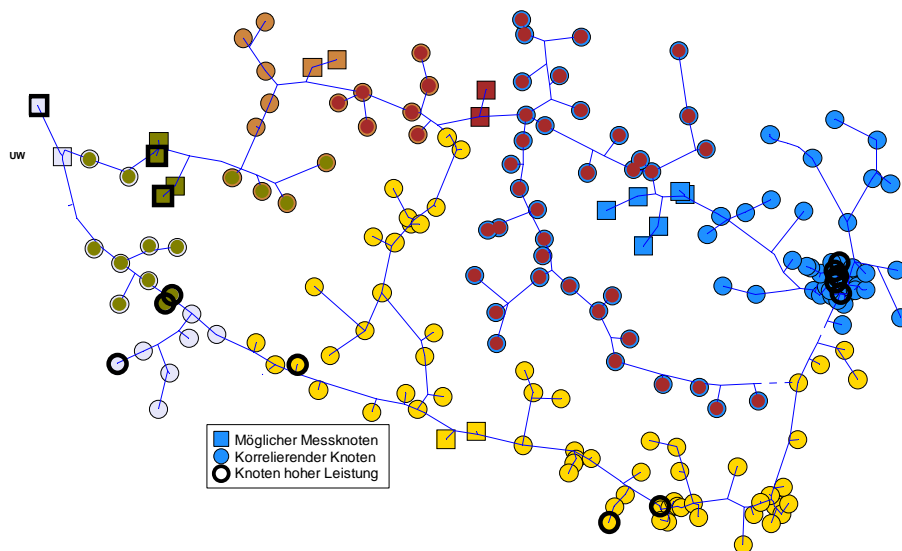 UW
Möglicher Messknoten
Korrelierender Knoten
Knoten hoher Leistung